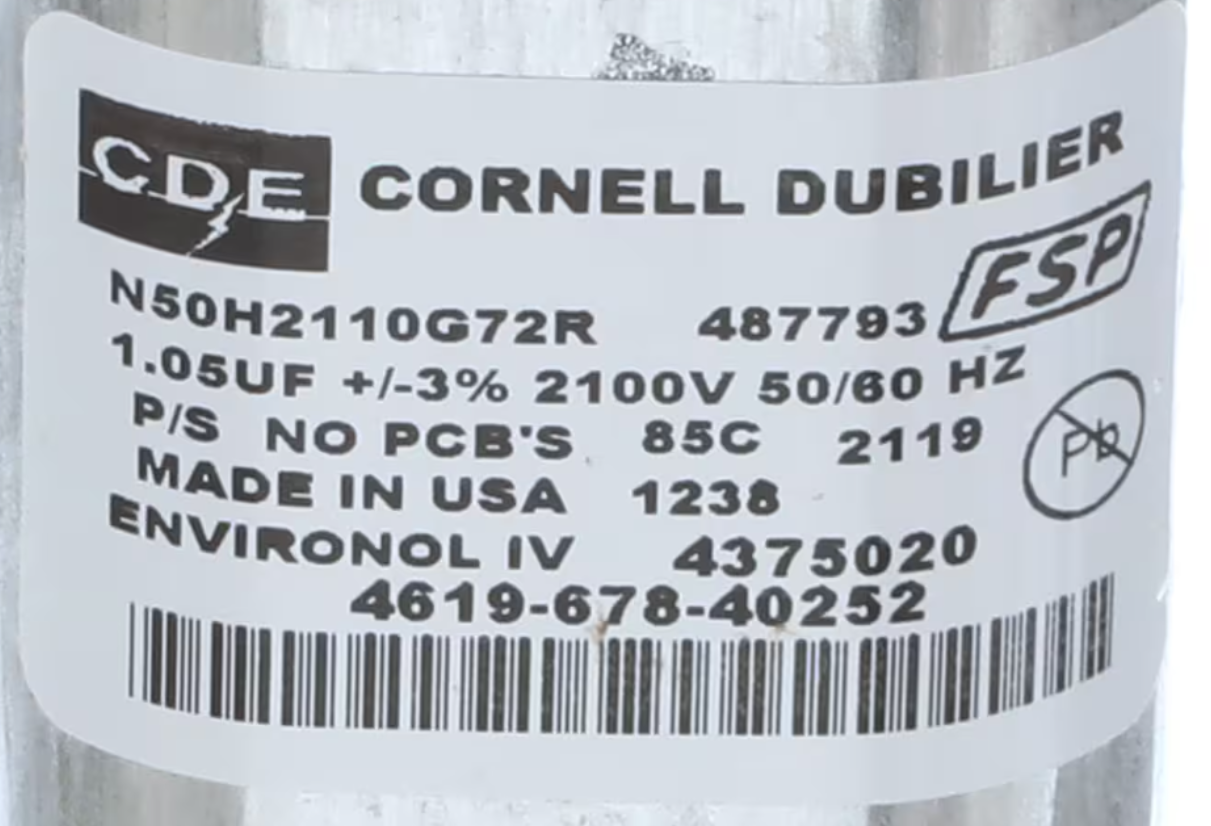 CDE CORNELL DUBILIER
FSP
N50H2110G72R 487793
1.05UF +/-3% 2100V 50/60 HZ
P/S NO PCB'S 85C 2119
Pb
MADE IN USA 1238
ENVIRONOL IV 4375020
4619-678-40252